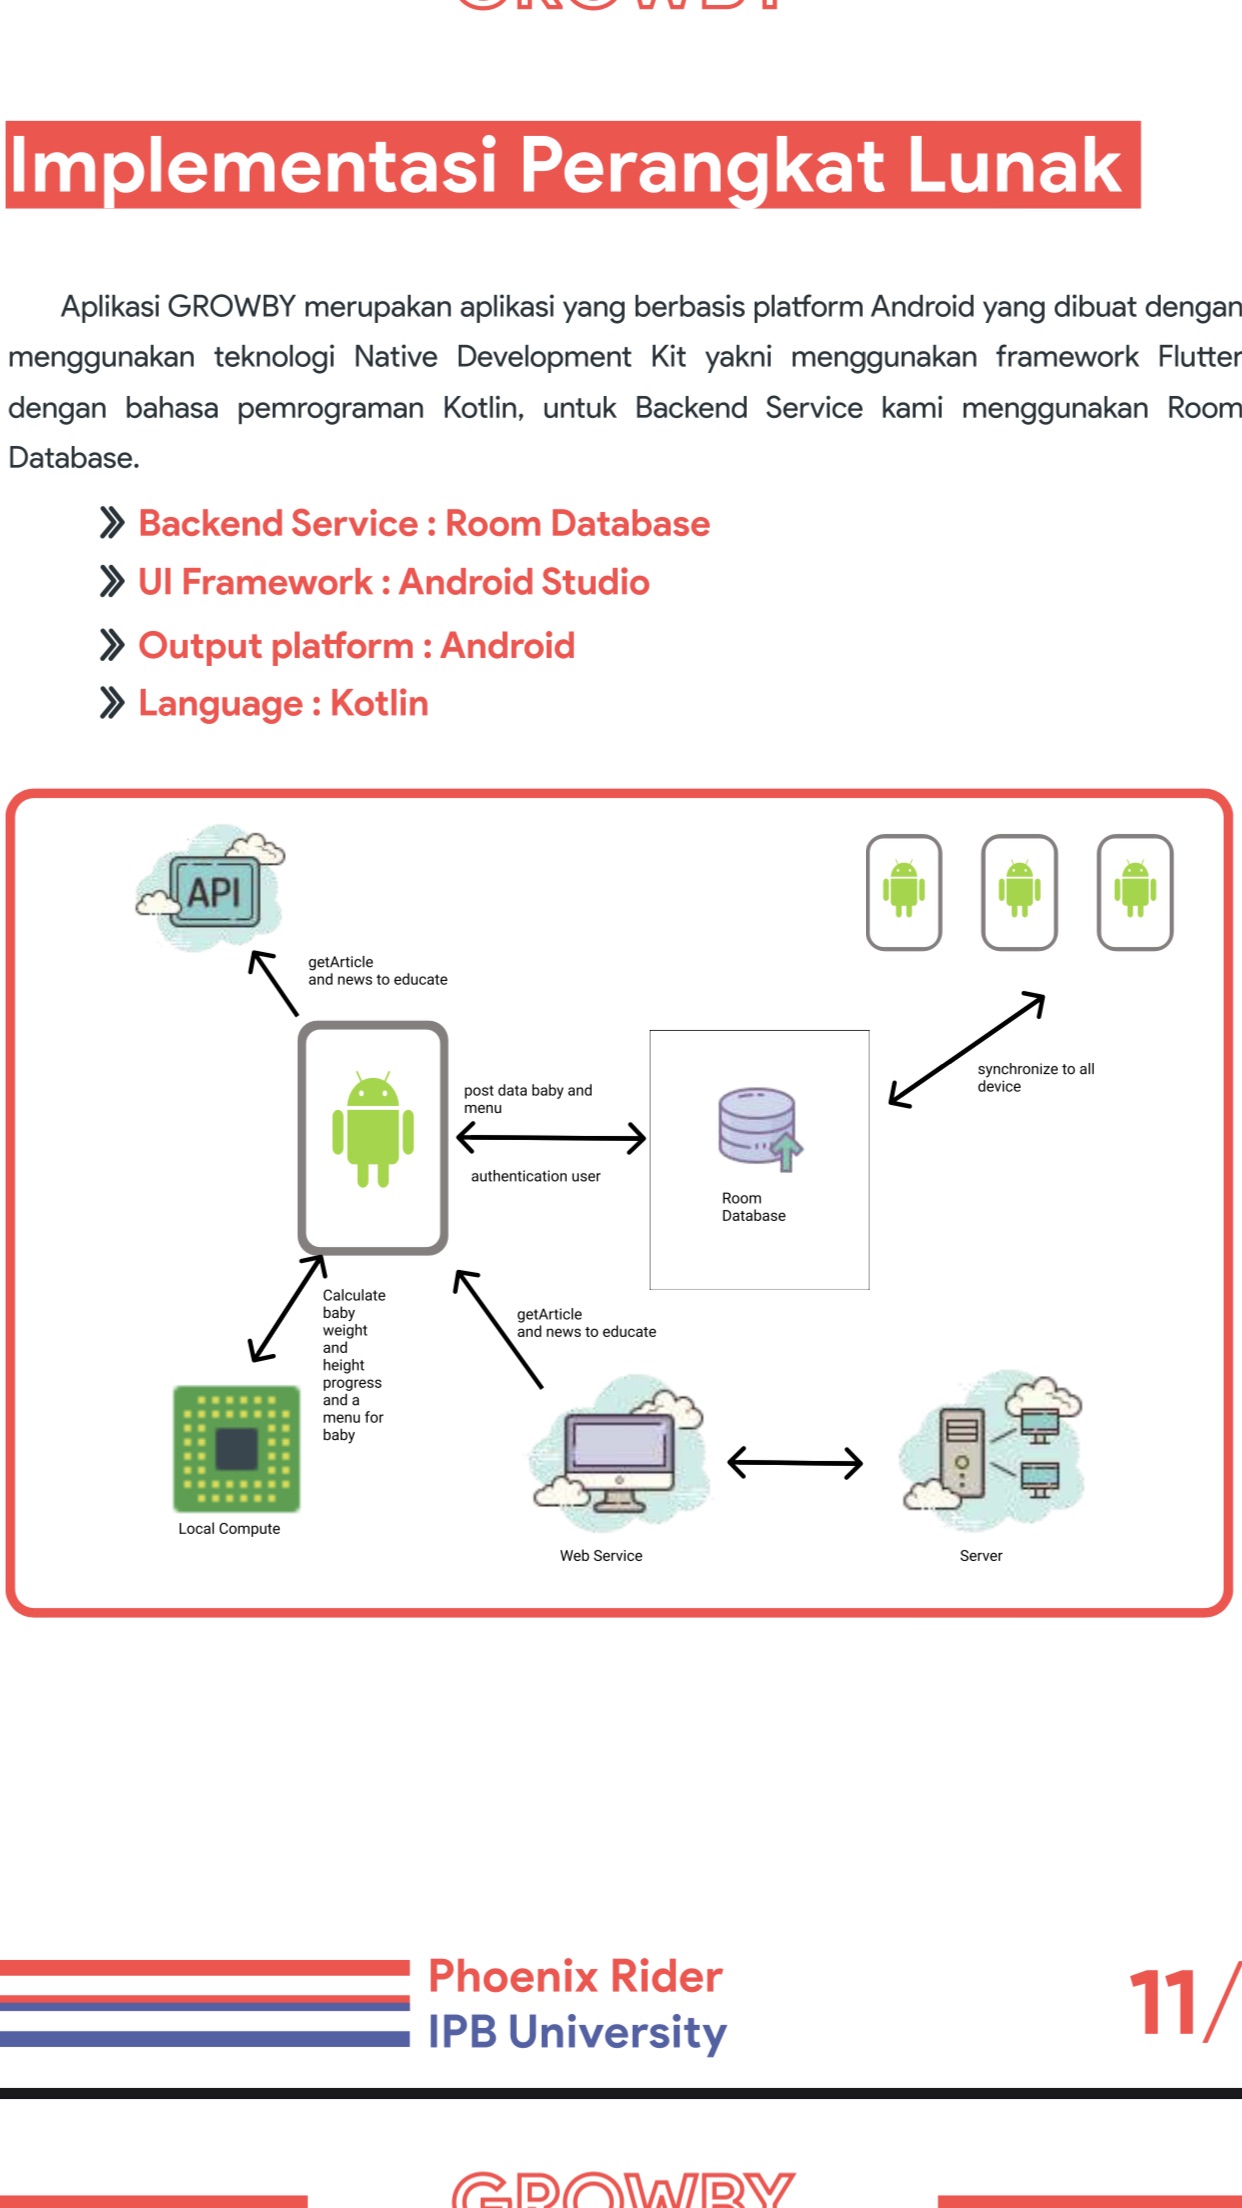 GROWBY
Implementasi Perangkat Lunak
Aplikasi GROWBY merupakan aplikasi yang berbasis platform Android yang dibuat dengan
menggunakan teknologi Native Development Kit yakni menggunakan framework Flutter
dengan bahasa pemrograman Kotlin, untuk Backend Service kami menggunakan Room
Database.
Backend Service : Room Database
UI Framework : Android Studio
Output platform : Android
Language : Kotlin
API
getArticle
and news to educate
post data baby and
menu
authentication user
Room
Database
synchronize to all
device
Calculate
baby
weight
and
height
progress
and a
menu for
baby
getArticle
and news to educate
Local Compute
Web Service
Server
Phoenix Rider
IPB University
11/
GROWBY